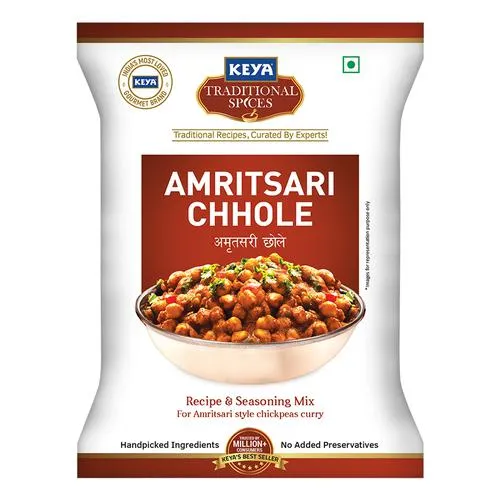 KEYA
TRADITIONAL
SPICES
INDIA'S MOST LOVED
KEYA
GOURMET BRAND
Traditional Recipes, Curated By Experts!
AMRITSARI
CHHOLE
अमृतसरी छोले
*Images for representation purpose only
Recipe & Seasoning Mix
For Amritsari style chickpeas curry
Handpicked Ingredients
TRUSTED BY
MILLION+
CONSUMERS
KEYA'S BEST SELLER
No Added Preservatives